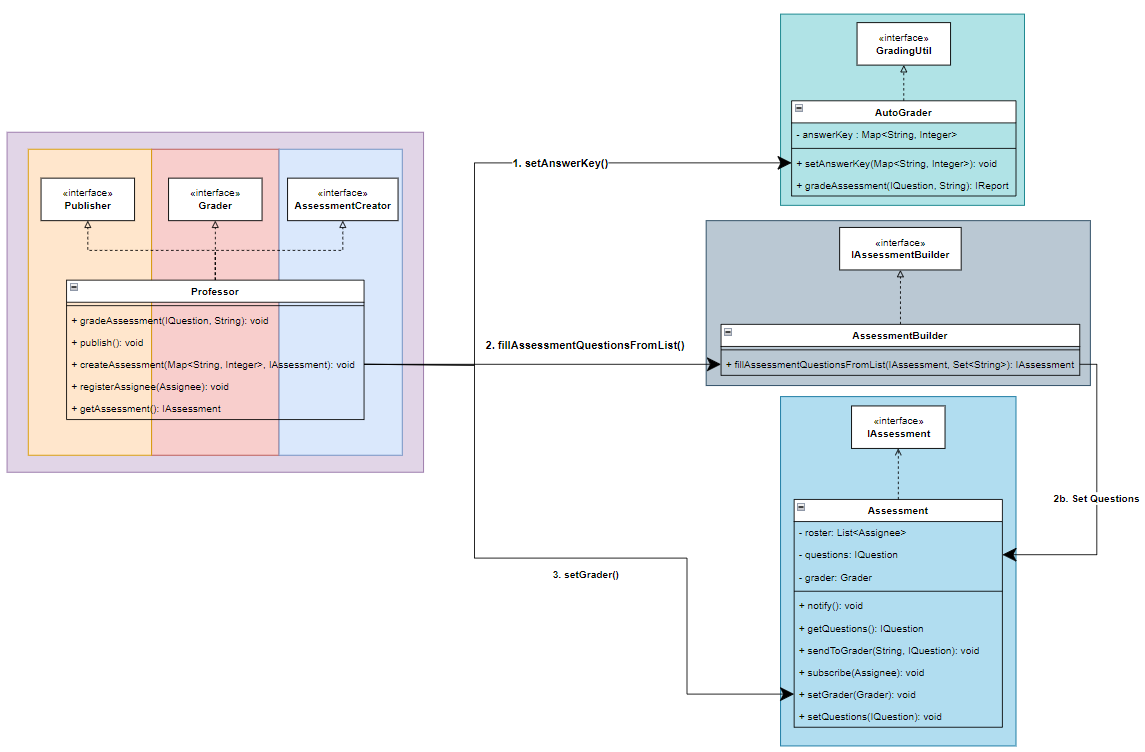 «interface»
Publisher
«interface»
Grader
«interface»
AssessmentCreator
Professor
+ gradeAssessment(IQuestion, String): void
+ publish(): void
+ createAssessment(Map<String, Integer>, IAssessment): void
+ registerAssignee(Assignee): void
+ getAssessment(): IAssessment
1. setAnswerKey()
2. fillAssessmentQuestionsFromList()
3. setGrader()
«interface»
GradingUtil
AutoGrader
- answerKey : Map<String, Integer>
+ setAnswerKey(Map<String, Integer>): void
+ gradeAssessment(IQuestion, String): IReport
«interface»
IAssessmentBuilder
AssessmentBuilder
+ fillAssessmentQuestionsFromList(IAssessment, Set<String>): IAssessment
2b. Set Questions
«interface»
IAssessment
Assessment
- roster: List<Assignee>
- questions: IQuestion
- grader: Grader
+ notify(): void
+ getQuestions(): IQuestion
+ sendToGrader(String, IQuestion): void
+ subscribe(Assignee): void
+ setGrader(Grader): void
+ setQuestions(IQuestion): void